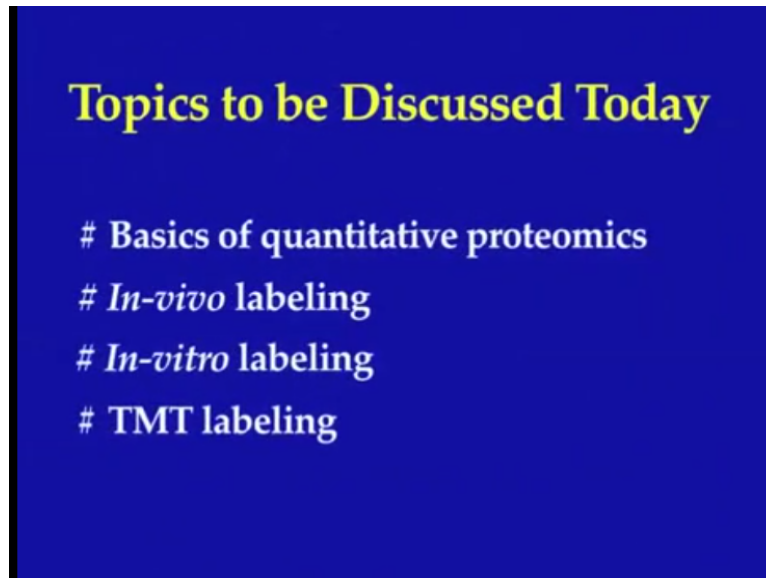 Topics to be Discussed Today
# Basics of quantitative proteomics
# In-vivo labeling
# In-vitro labeling
# TMT labeling